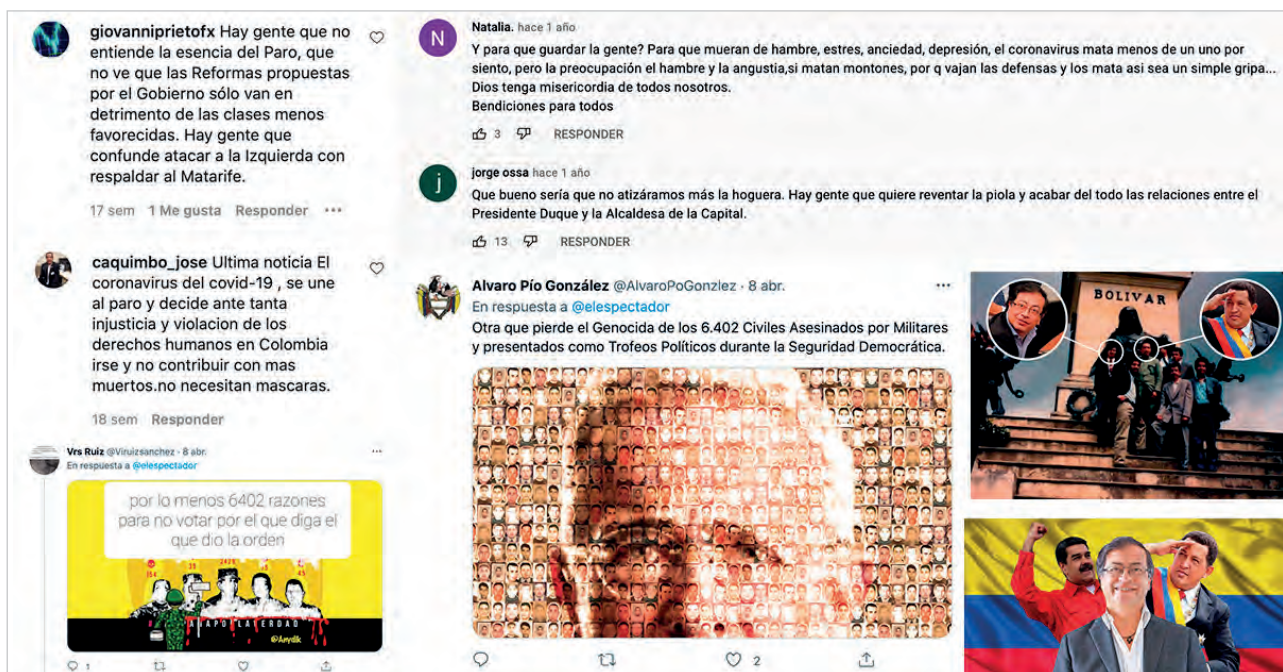 giovanniprietofx Hay gente que no
entiende la esencia del Paro, que
no ve que las Reformas propuestas
por el Gobierno sólo van en
detrimento de las clases menos
favorecidas. Hay gente que
confunde atacar a la Izquierda con
respaldar al Matarife.
17 sem 1 Me gusta Responder
caquimbo_jose Ultima noticia El
coronavirus del covid-19 , se une
al paro y decide ante tanta
injusticia y violacion de los
derechos humanos en Colombia
irse y no contribuir con mas
muertos.no necesitan mascaras.
18 sem Responder
Vrs Ruiz @Viruizsanchez · 8 abr.
En respuesta a @elespectador
por lo menos 6402 razones
para no votar por el que diga el
que dio la orden
154
45
@Anydlk
1
N
Natalia. hace 1 año
Y para que guardar la gente? Para que mueran de hambre, estres, anciedad, depresión, el coronavirus mata menos de un uno por
siento, pero la preocupación el hambre y la angustia,si matan montones, por q vajan las defensas y los mata asi sea un simple gripa...
Dios tenga misericordia de todos nosotros.
Bendiciones para todos
3 RESPONDER
j
jorge ossa hace 1 año
Que bueno sería que no atizáramos más la hoguera. Hay gente que quiere reventar la piola y acabar del todo las relaciones entre el
Presidente Duque y la Alcaldesa de la Capital.
13 RESPONDER
Alvaro Pío González @AlvaroPoGonzlez · 8 abr.
En respuesta a @elespectador
Otra que pierde el Genocida de los 6.402 Civiles Asesinados por Militares
y presentados como Trofeos Políticos durante la Seguridad Democrática.
2
BOLIVAR